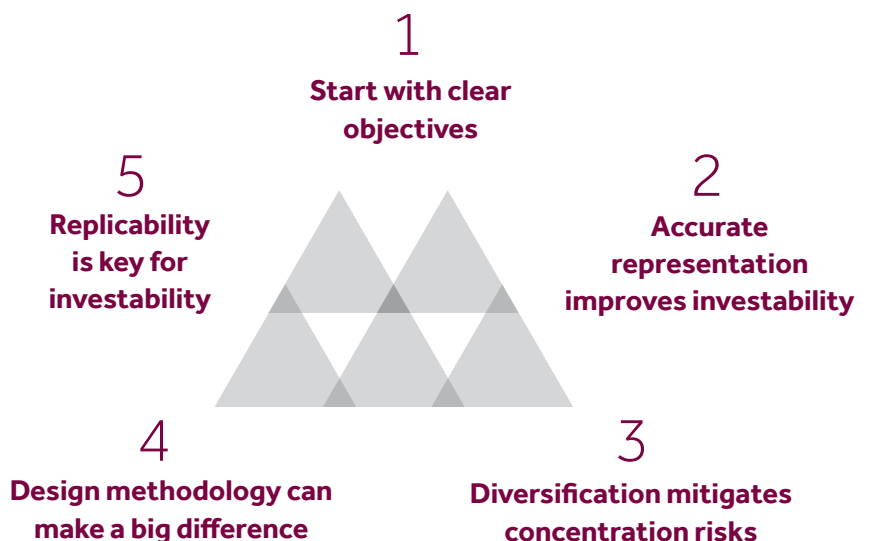 1
Start with clear
objectives
2
Accurate
representation
improves investability
3
Diversification mitigates
concentration risks
4
Design methodology can
make a big difference
5
Replicability
is key for
investability